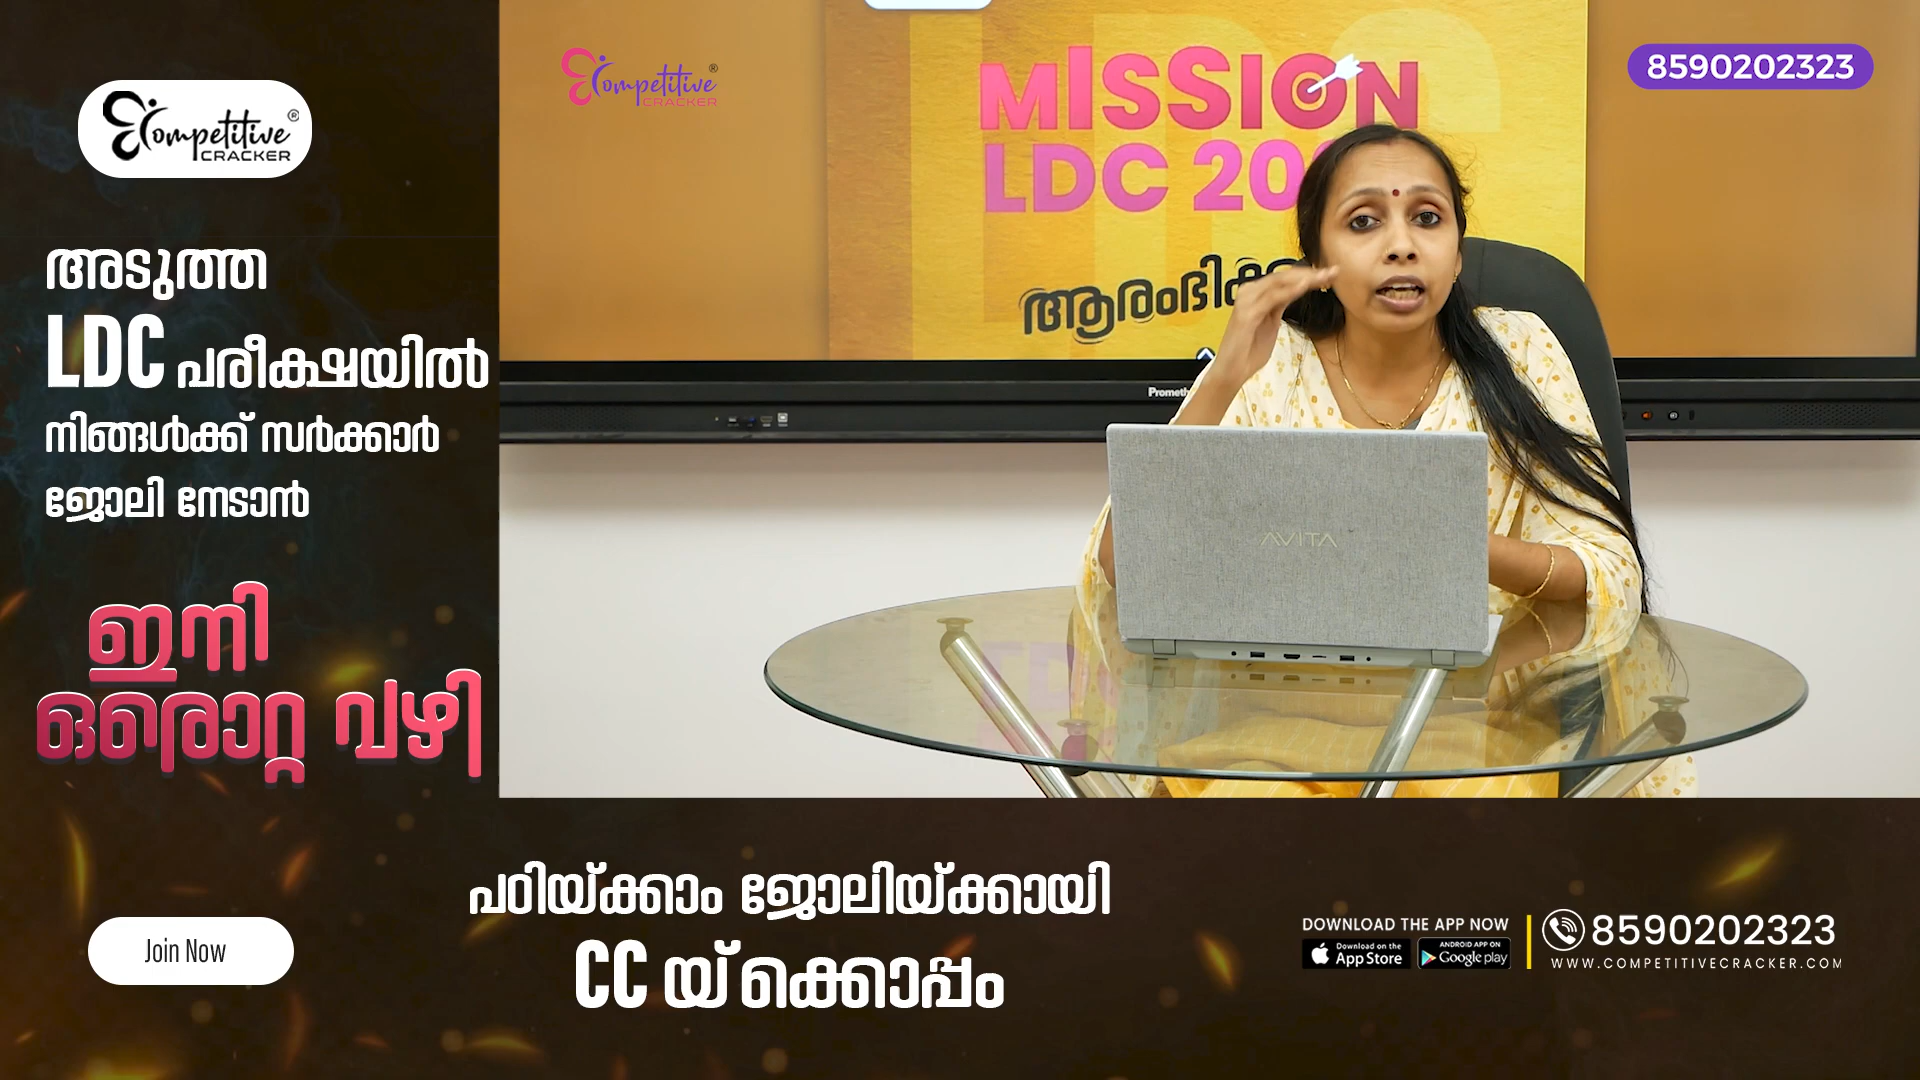 Competitive®
CRACKER
അടുത്ത
LDC പരീക്ഷയിൽ
നിങ്ങൾക്ക് സർക്കാർ
ജോലി നേടാൻ
ഇനി
ഒരൊറ്റ വഴി
Join Now
Competitive®
CRACKER
MISSION
LDC
8590202323
AVITA
പഠിയ്ക്കാം ജോലിയ്ക്കായി
CC യ്ക്കൊപ്പം
DOWNLOAD THE APP NOW
Download on the
App Store
ANDROID APP ON
Google play
8590202323
WWW.COMPETITIVECRACKER.COM